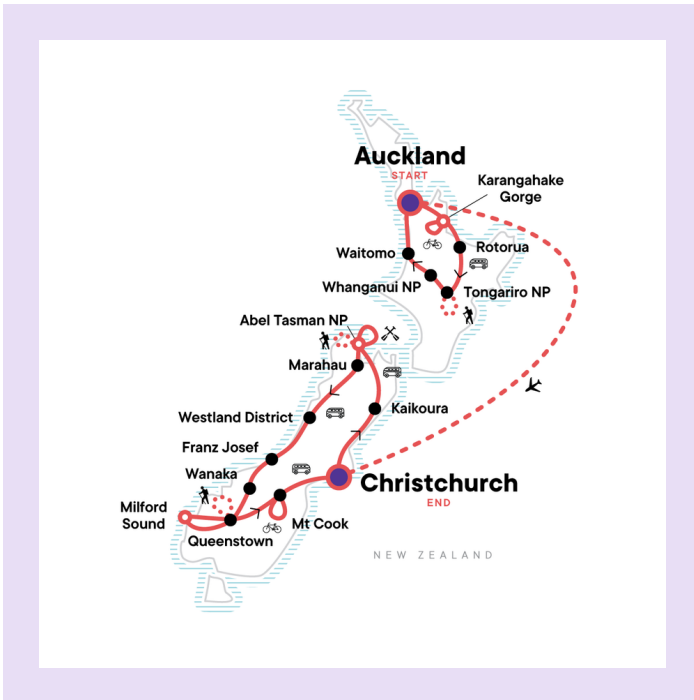 Auckland
START
Karangahake
Gorge
Waitomo
Rotorua
Whanganui NP
Tongariro NP
Abel Tasman NP
Marahau
Kaikoura
Westland District
Franz Josef
Wanaka
Christchurch
END
Milford
Sound
Mt Cook
Queenstown
NEW ZEALAND